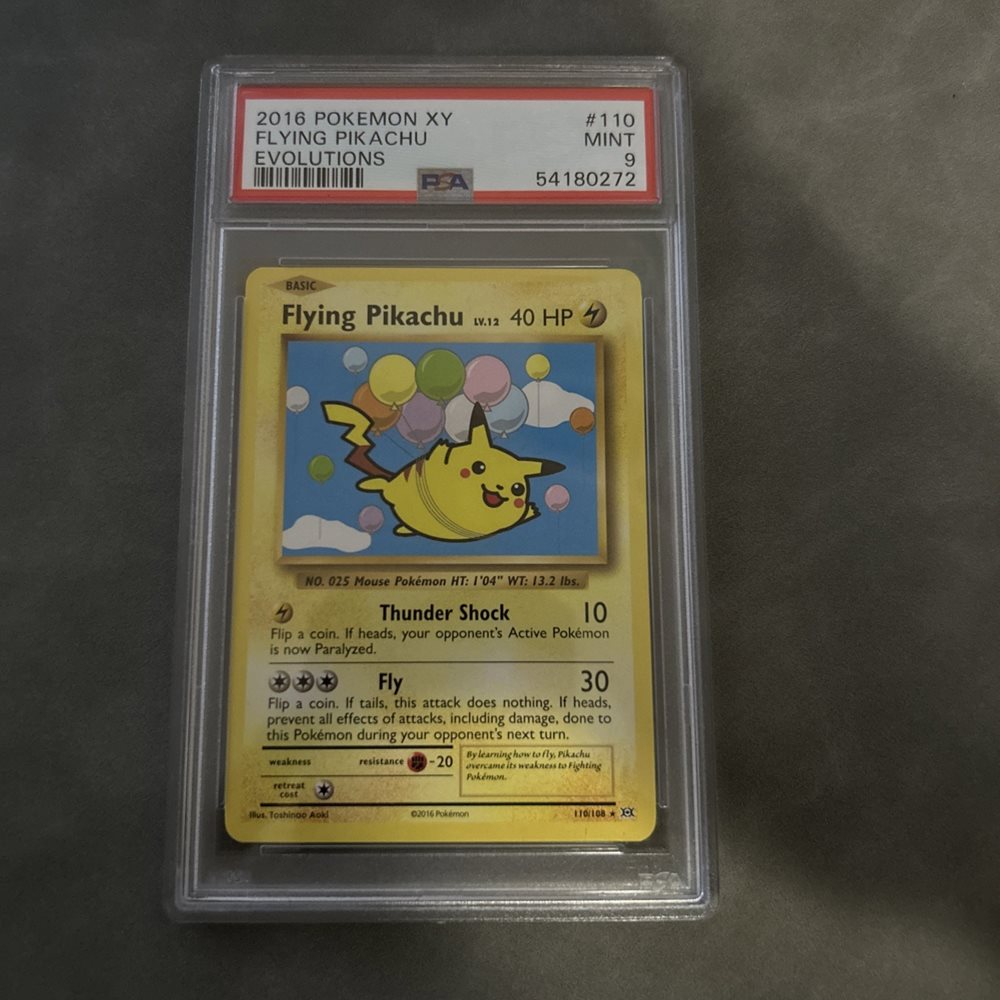 2016 POKEMON XY #110
FLYING PIKACHU MINT
EVOLUTIONS 9
PSA 54180272
BASIC
Flying Pikachu LV.12 40 HP
NO. 025 Mouse Pokémon HT: 1'04" WT: 13.2 lbs.
Thunder Shock 10
Flip a coin. If heads, your opponent's Active Pokémon
is now Paralyzed.
Fly 30
Flip a coin. If tails, this attack does nothing. If heads,
prevent all effects of attacks, including damage, done to
this Pokémon during your opponent's next turn.
weakness resistance -20
By learning how to fly, Pikachu
overcame its weakness to Fighting
Pokémon.
retreat
cost
Illus. Toshinao Aoki ©2016 Pokémon 110/108
PSA